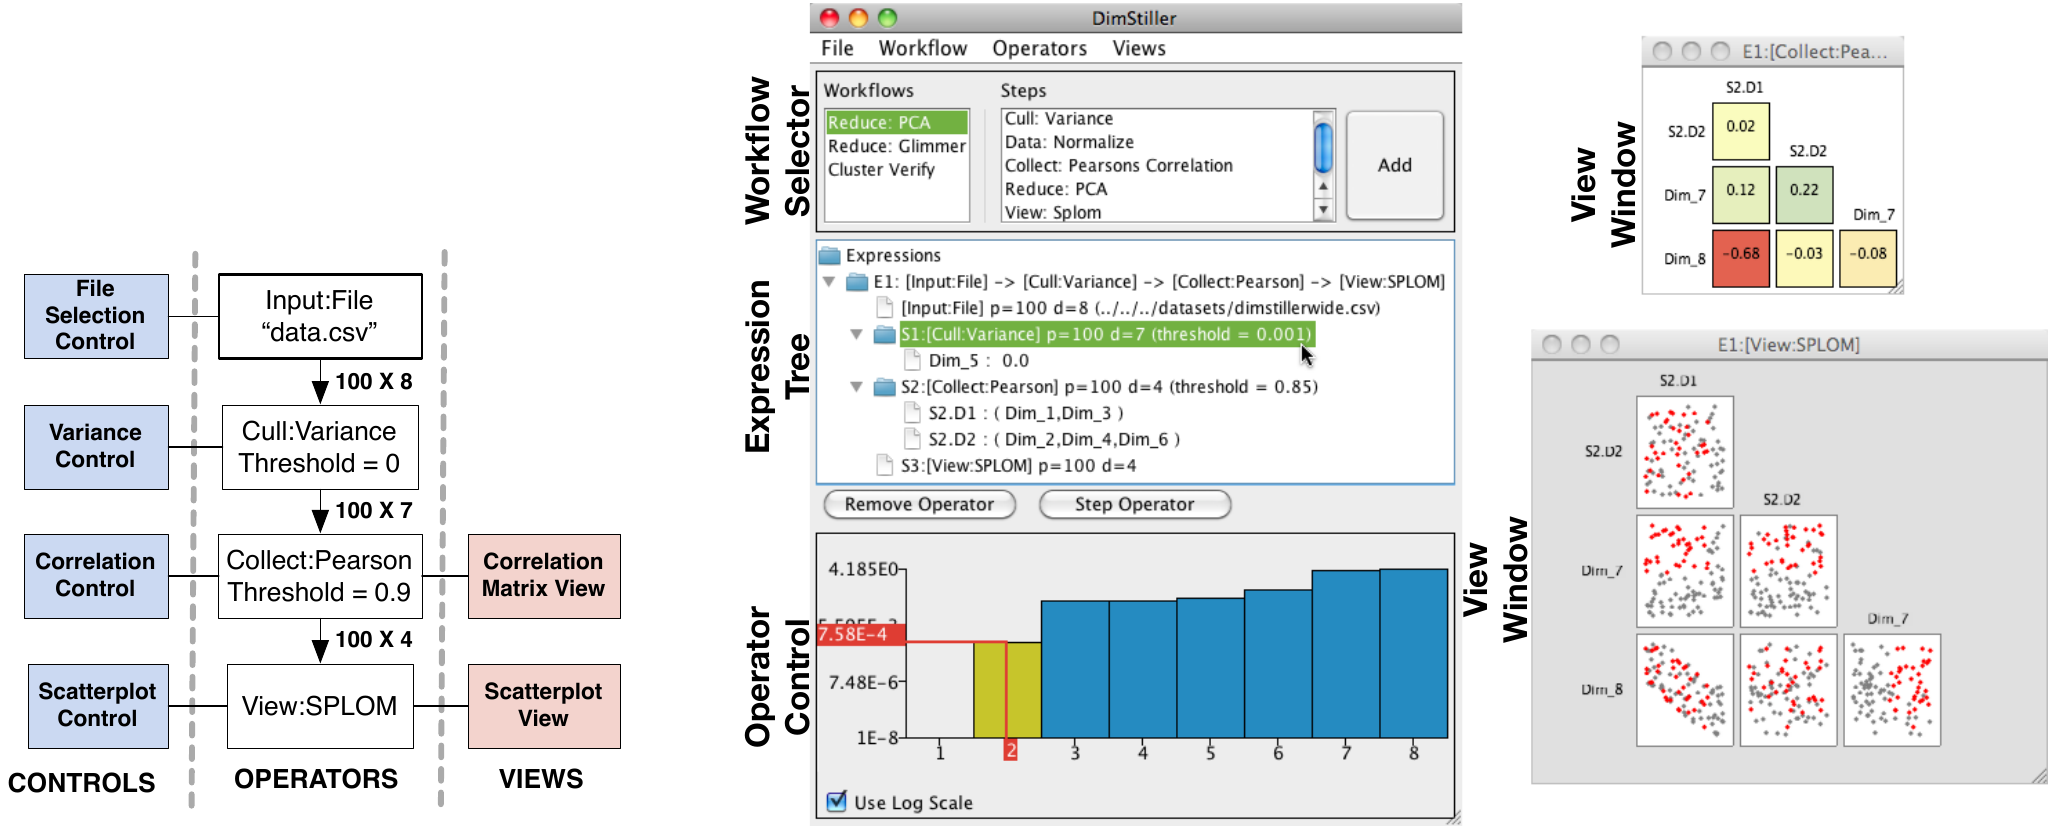 File
Selection
Control
Input:File
“data.csv”
100 X 8
Variance
Control
Cull:Variance
Threshold = 0
100 X 7
Correlation
Control
Collect:Pearson
Threshold = 0.9
Correlation
Matrix View
100 X 4
Scatterplot
Control
View:SPLOM
Scatterplot
View
CONTROLS
OPERATORS
VIEWS
Workflow
Selector
Expression
Tree
Operator
Control
DimStiller
File Workflow Operators Views
Workflows
Reduce: PCA
Reduce: Glimmer
Cluster Verify
Steps
Cull: Variance
Data: Normalize
Collect: Pearsons Correlation
Reduce: PCA
View: Splom
Add
Expressions
E1: [Input:File] -> [Cull:Variance] -> [Collect:Pearson] -> [View:SPLOM]
[Input:File] p=100 d=8 (../../../datasets/dimstillerwide.csv)
S1:[Cull:Variance] p=100 d=7 (threshold = 0.001)
Dim_5 : 0.0
S2:[Collect:Pearson] p=100 d=4 (threshold = 0.85)
S2.D1 : ( Dim_1,Dim_3 )
S2.D2 : ( Dim_2,Dim_4,Dim_6 )
S3:[View:SPLOM] p=100 d=4
Remove Operator Step Operator
4.185E0
7.58E-4
7.48E-6
1E-8
1 2 3 4 5 6 7 8
Use Log Scale
View
Window
E1:[Collect:Pea...
S2.D1
S2.D2 0.02
S2.D2
Dim_7 0.12 0.22
Dim_7
Dim_8 -0.68 -0.03 -0.08
View
Window
E1:[View:SPLOM]
S2.D1
S2.D2
S2.D2
Dim_7
Dim_7
Dim_8